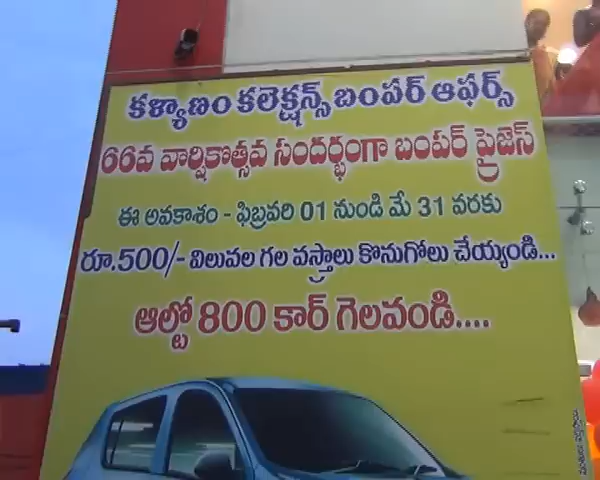 కళ్యాణం కలెక్షన్స్ బంపర్ ఆఫర్స్
66వ వార్షికోత్సవ సందర్భంగా బంపర్ ప్రైజెస్
ఈ అవకాశం - ఫిబ్రవరి 01 నుండి మే 31 వరకు
రూ.500/- విలువల గల వస్త్రాలు కొనుగోలు చేయ్యండి...
ఆల్టో 800 కార్ గెలవండి....